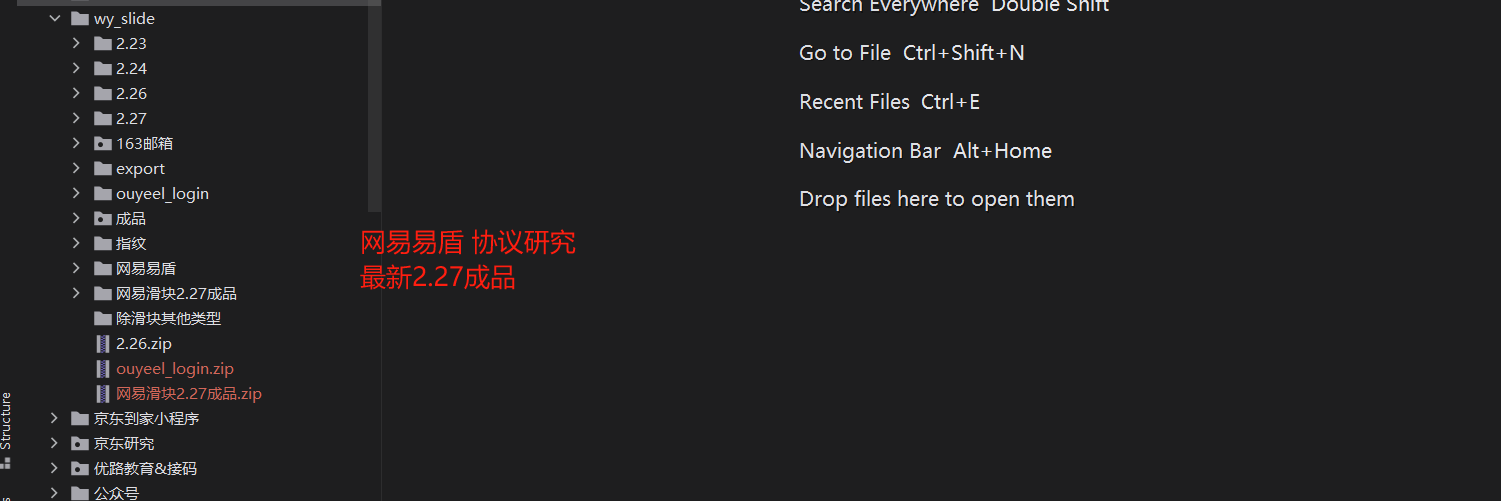 wy_slide
2.23
2.24
2.26
2.27
163邮箱
export
ouyeel_login
成品
指纹
网易易盾
网易滑块2.27成品
除滑块其他类型
2.26.zip
ouyeel_login.zip
网易滑块2.27成品.zip
京东到家小程序
京东研究
优路教育&接码
公众号
Structure
Search Everywhere Double Shift
Go to File Ctrl+Shift+N
Recent Files Ctrl+E
Navigation Bar Alt+Home
Drop files here to open them
网易易盾 协议研究
最新2.27成品